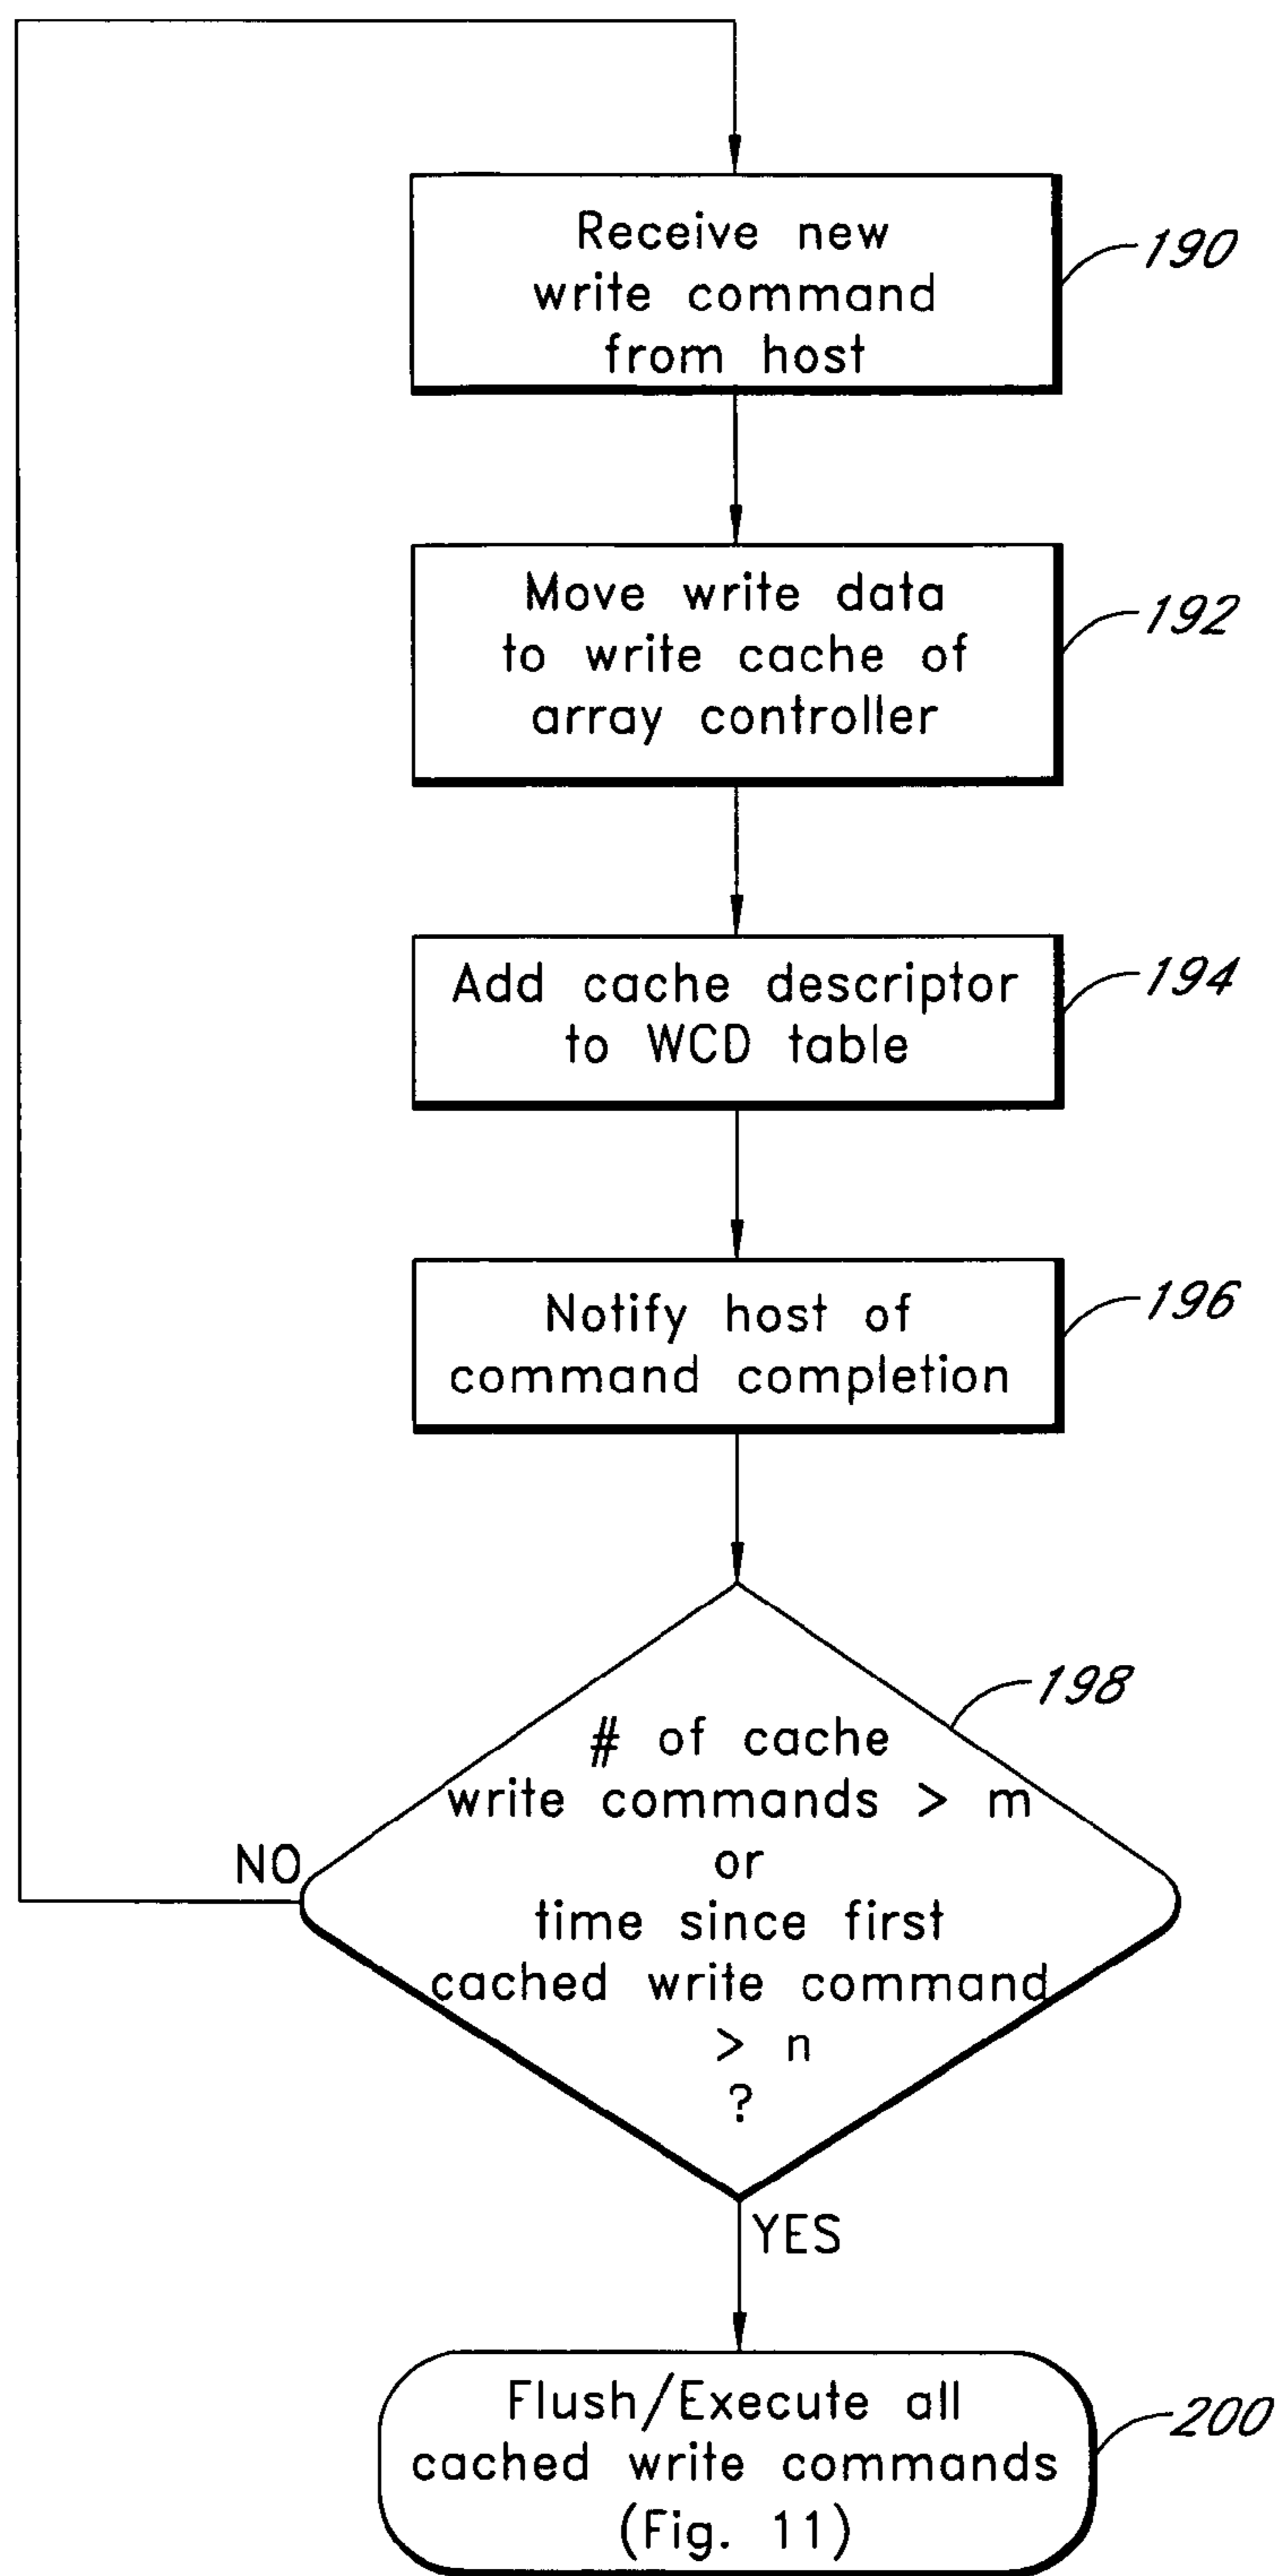 Receive new
write command
from host
190
Move write data
to write cache of
array controller
192
Add cache descriptor
to WCD table
194
Notify host of
command completion
196
198
# of cache
write commands > m
or
time since first
cached write command
> n
?
NO
YES
Flush/Execute all
cached write commands
(Fig. 11)
200